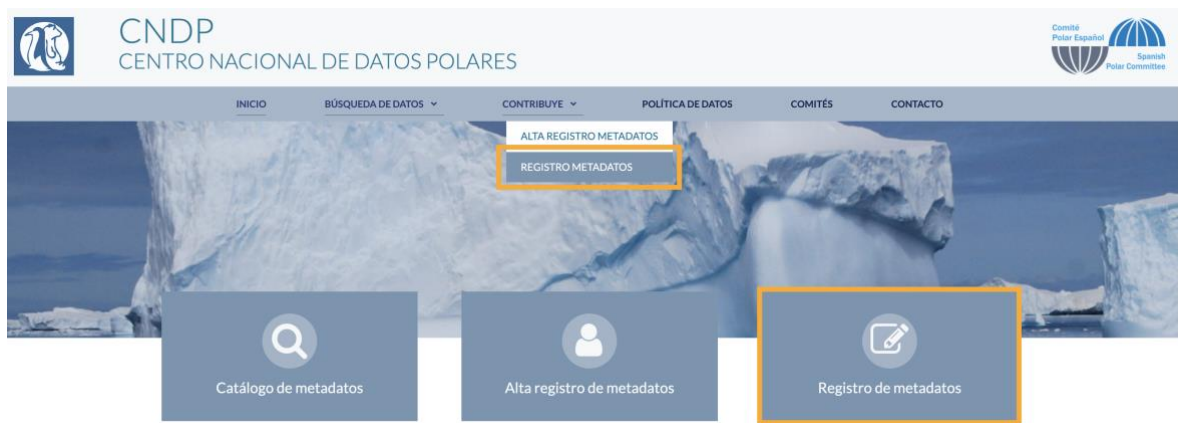 CNDP
CENTRO NACIONAL DE DATOS POLARES
Comité
Polar Español
Spanish
Polar Committee
INICIO BÚSQUEDA DE DATOS CONTRIBUYE POLÍTICA DE DATOS COMITÉS CONTACTO
ALTA REGISTRO METADATOS
REGISTRO METADATOS
Catálogo de metadatos Alta registro de metadatos Registro de metadatos